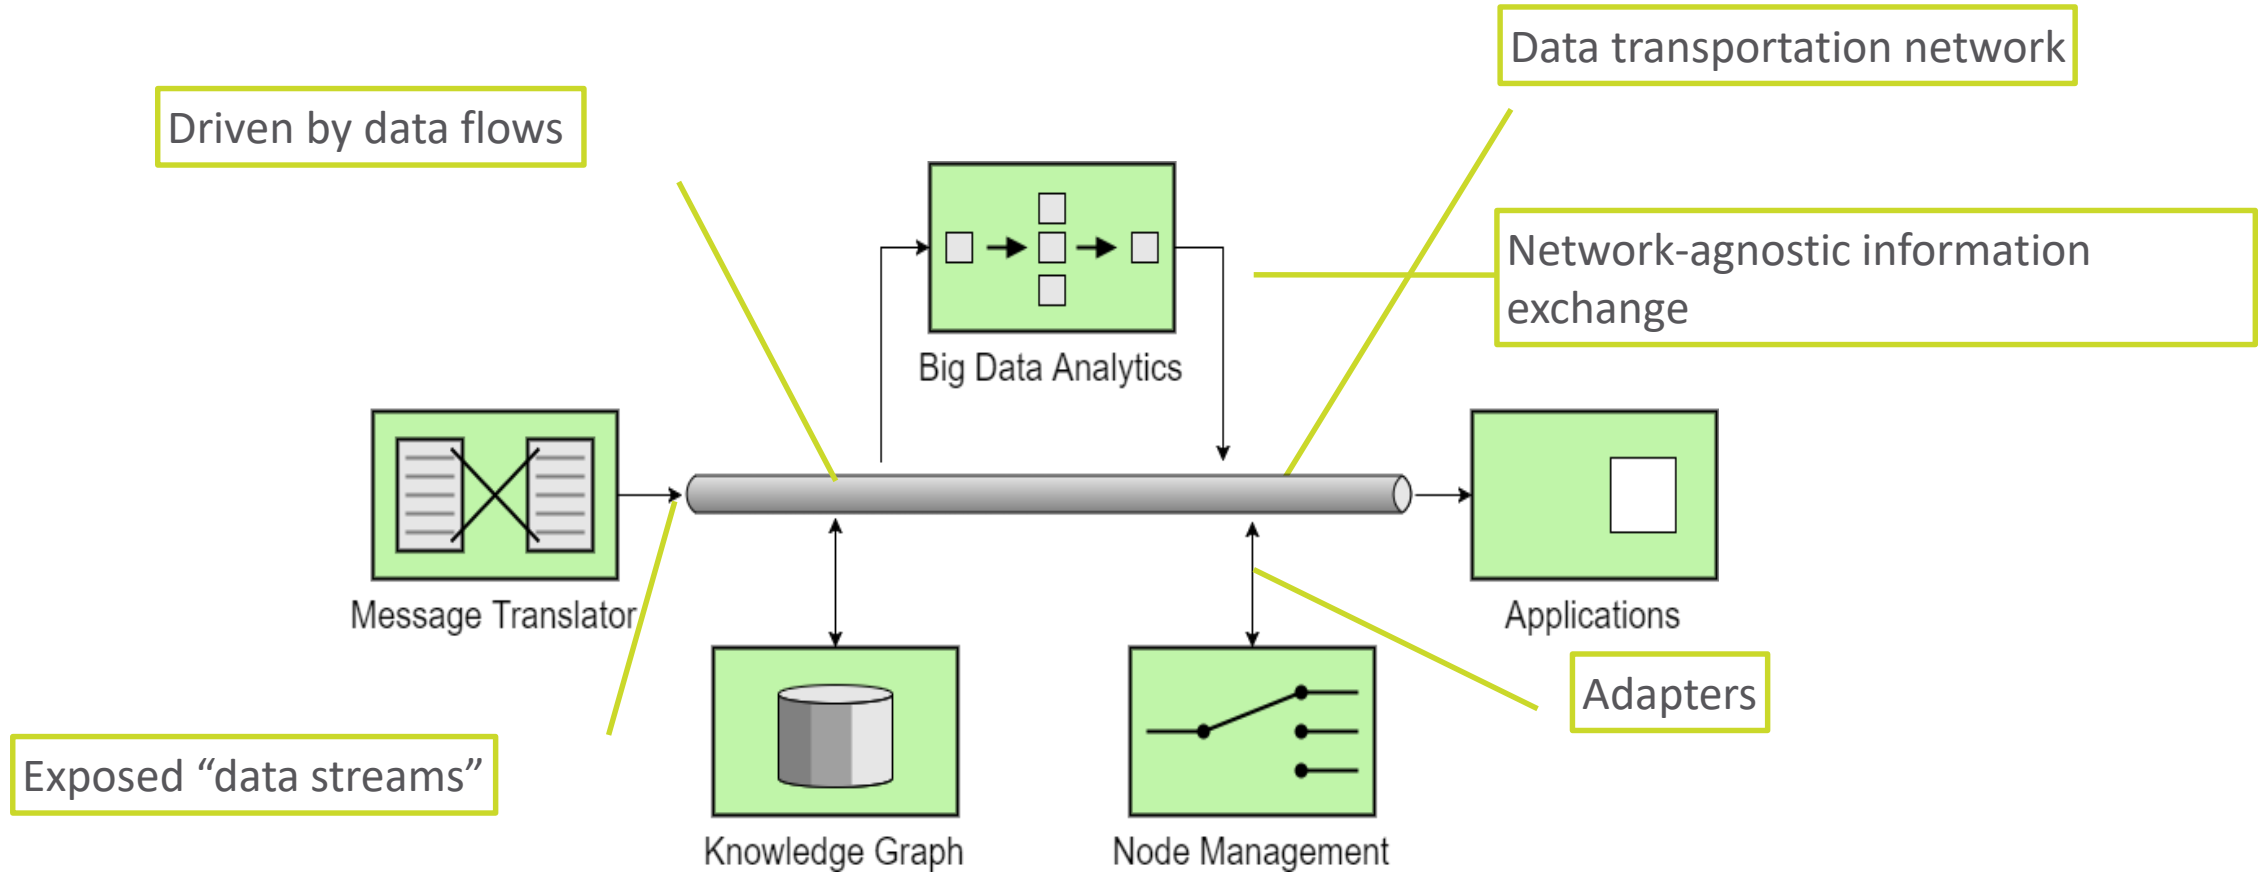 Data transportation network
Driven by data flows
Network-agnostic information
exchange
Big Data Analytics
Message Translator
Applications
Adapters
Exposed “data streams”
Knowledge Graph
Node Management